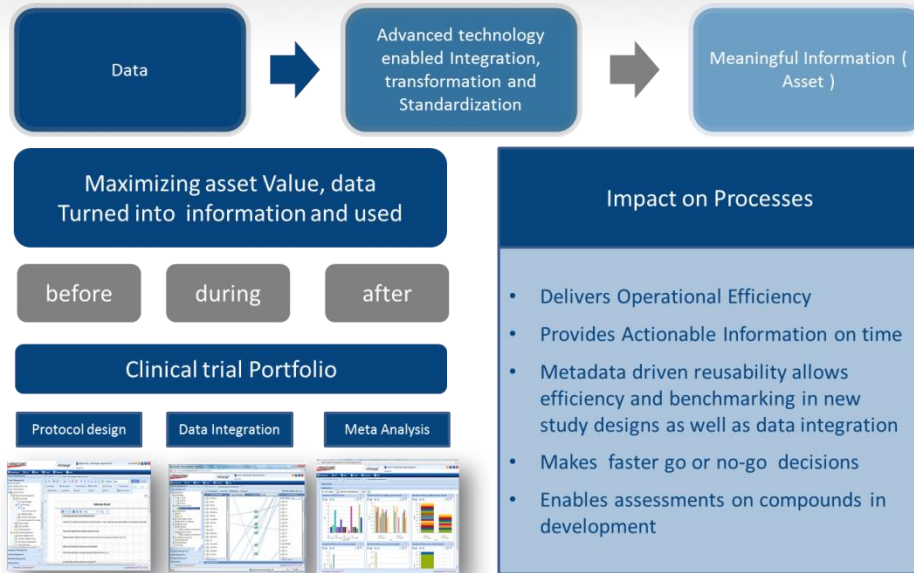 Data
Advanced technology
enabled Integration,
transformation and
Standardization
Meaningful Information (
Asset )
Maximizing asset Value, data
Turned into information and used
before
during
after
Clinical trial Portfolio
Protocol design
Data Integration
Meta Analysis
Impact on Processes
• Delivers Operational Efficiency
• Provides Actionable Information on time
• Metadata driven reusability allows
efficiency and benchmarking in new
study designs as well as data integration
• Makes faster go or no-go decisions
• Enables assessments on compounds in
development